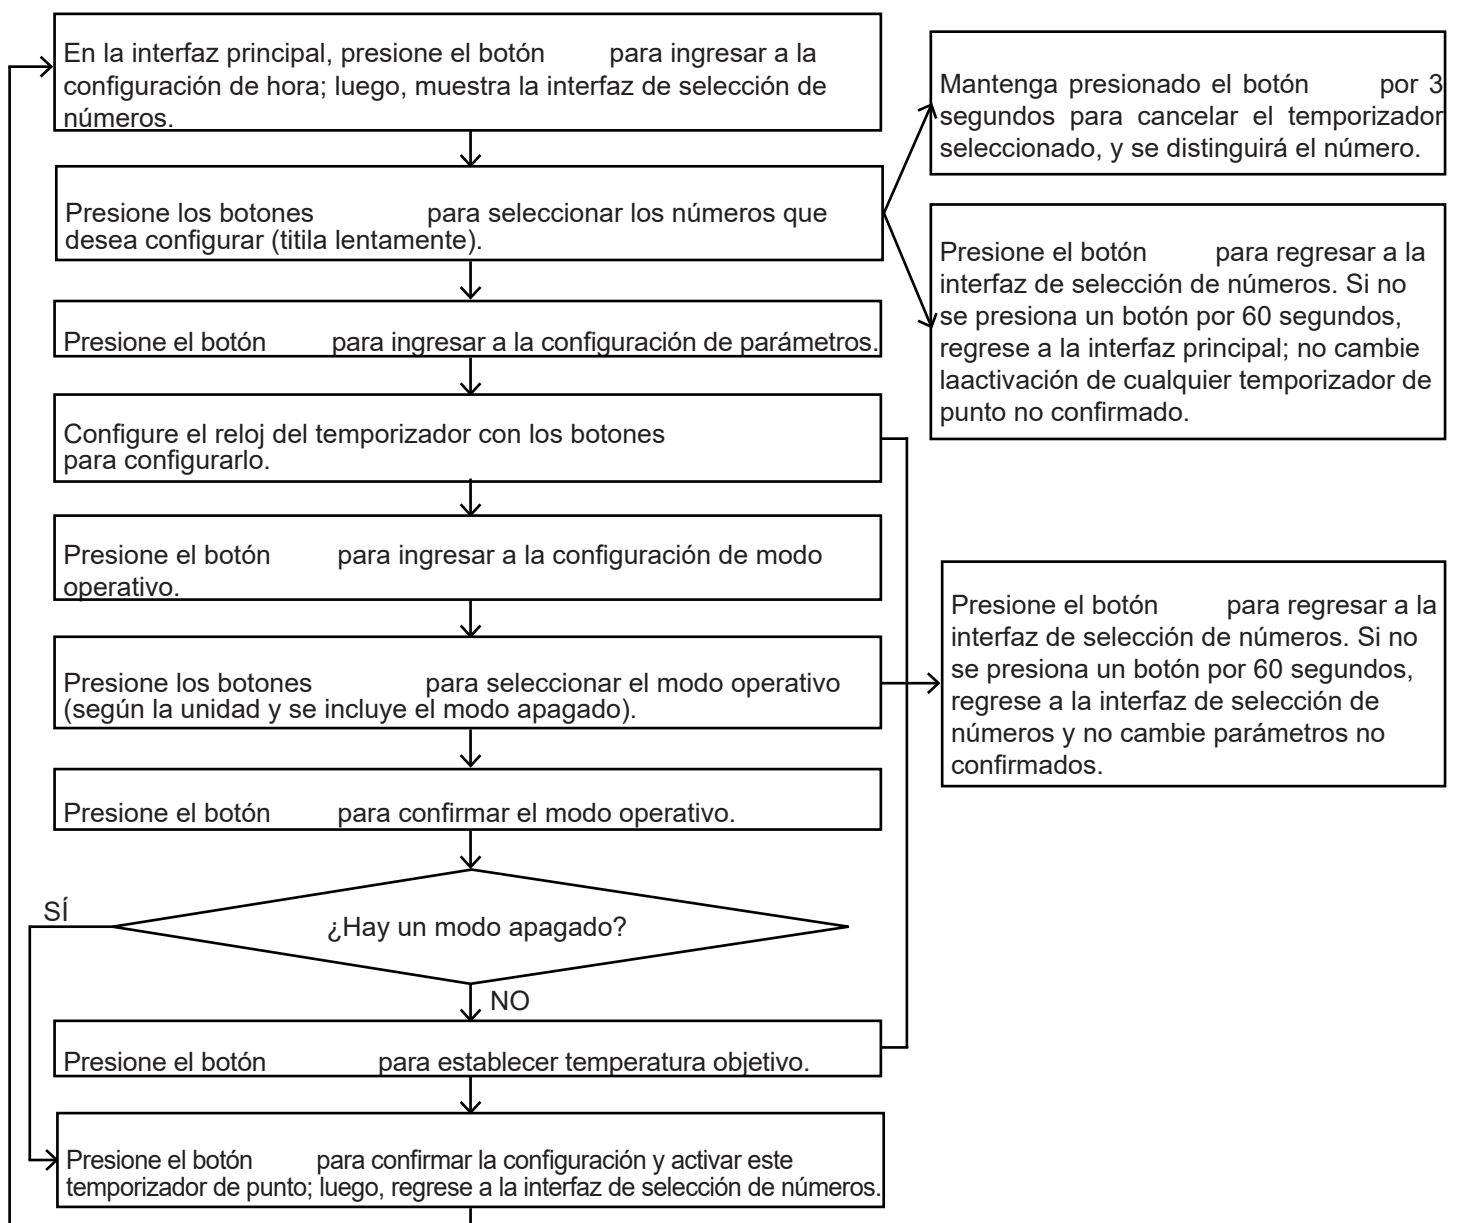 En la interfaz principal, presione el botón para ingresar a la
configuración de hora; luego, muestra la interfaz de selección de
números.
Mantenga presionado el botón por 3
segundos para cancelar el temporizador
seleccionado, y se distinguirá el número.
Presione los botones para seleccionar los números que
desea configurar (titila lentamente).
Presione el botón para regresar a la
interfaz de selección de números. Si no
se presiona un botón por 60 segundos,
regrese a la interfaz principal; no cambie
laactivación de cualquier temporizador de
punto no confirmado.
Presione el botón para ingresar a la configuración de parámetros.
Configure el reloj del temporizador con los botones
para configurarlo.
Presione el botón para ingresar a la configuración de modo
operativo.
Presione los botones para seleccionar el modo operativo
(según la unidad y se incluye el modo apagado).
Presione el botón para regresar a la
interfaz de selección de números. Si no
se presiona un botón por 60 segundos,
regrese a la interfaz de selección de
números y no cambie parámetros no
confirmados.
Presione el botón para confirmar el modo operativo.
SÍ
¿Hay un modo apagado?
NO
Presione el botón para establecer temperatura objetivo.
Presione el botón para confirmar la configuración y activar este
temporizador de punto; luego, regrese a la interfaz de selección de números.